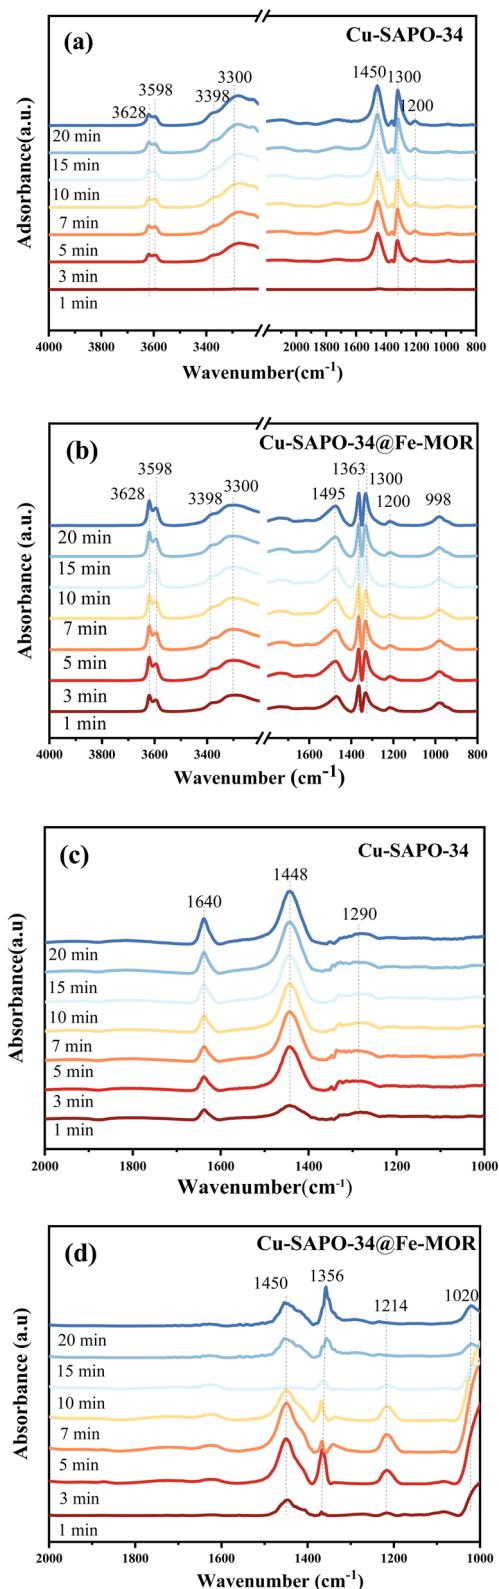 (a)
Cu-SAPO-34
3628
3598
3398
3300
1450
1300
1200
20 min
15 min
10 min
7 min
5 min
3 min
1 min
Adsorbance(a.u.)
4000 3600 3300 2000 1800 1600 1400 1200 1000 800
Wavenumber(cm-1)
(b)
Cu-SAPO-34@Fe-MOR
3628
3598
3398
3300
1495
1363
1300
1200
998
20 min
15 min
10 min
7 min
5 min
3 min
1 min
Absorbance (a.u.)
4000 3600 3300 1600 1400 1200 1000 800
Wavenumber (cm-1)
(c)
Cu-SAPO-34
1640
1448
1290
20 min
15 min
10 min
7 min
5 min
3 min
1 min
Absorbance(a.u)
2000 1800 1600 1400 1200 1000
Wavenumber(cm-1)
(d)
Cu-SAPO-34@Fe-MOR
1450
1356
1214
1020
20 min
15 min
10 min
7 min
5 min
3 min
1 min
Absorbance (a.u)
2000 1800 1600 1400 1200 1000
Wavenumber (cm-1)